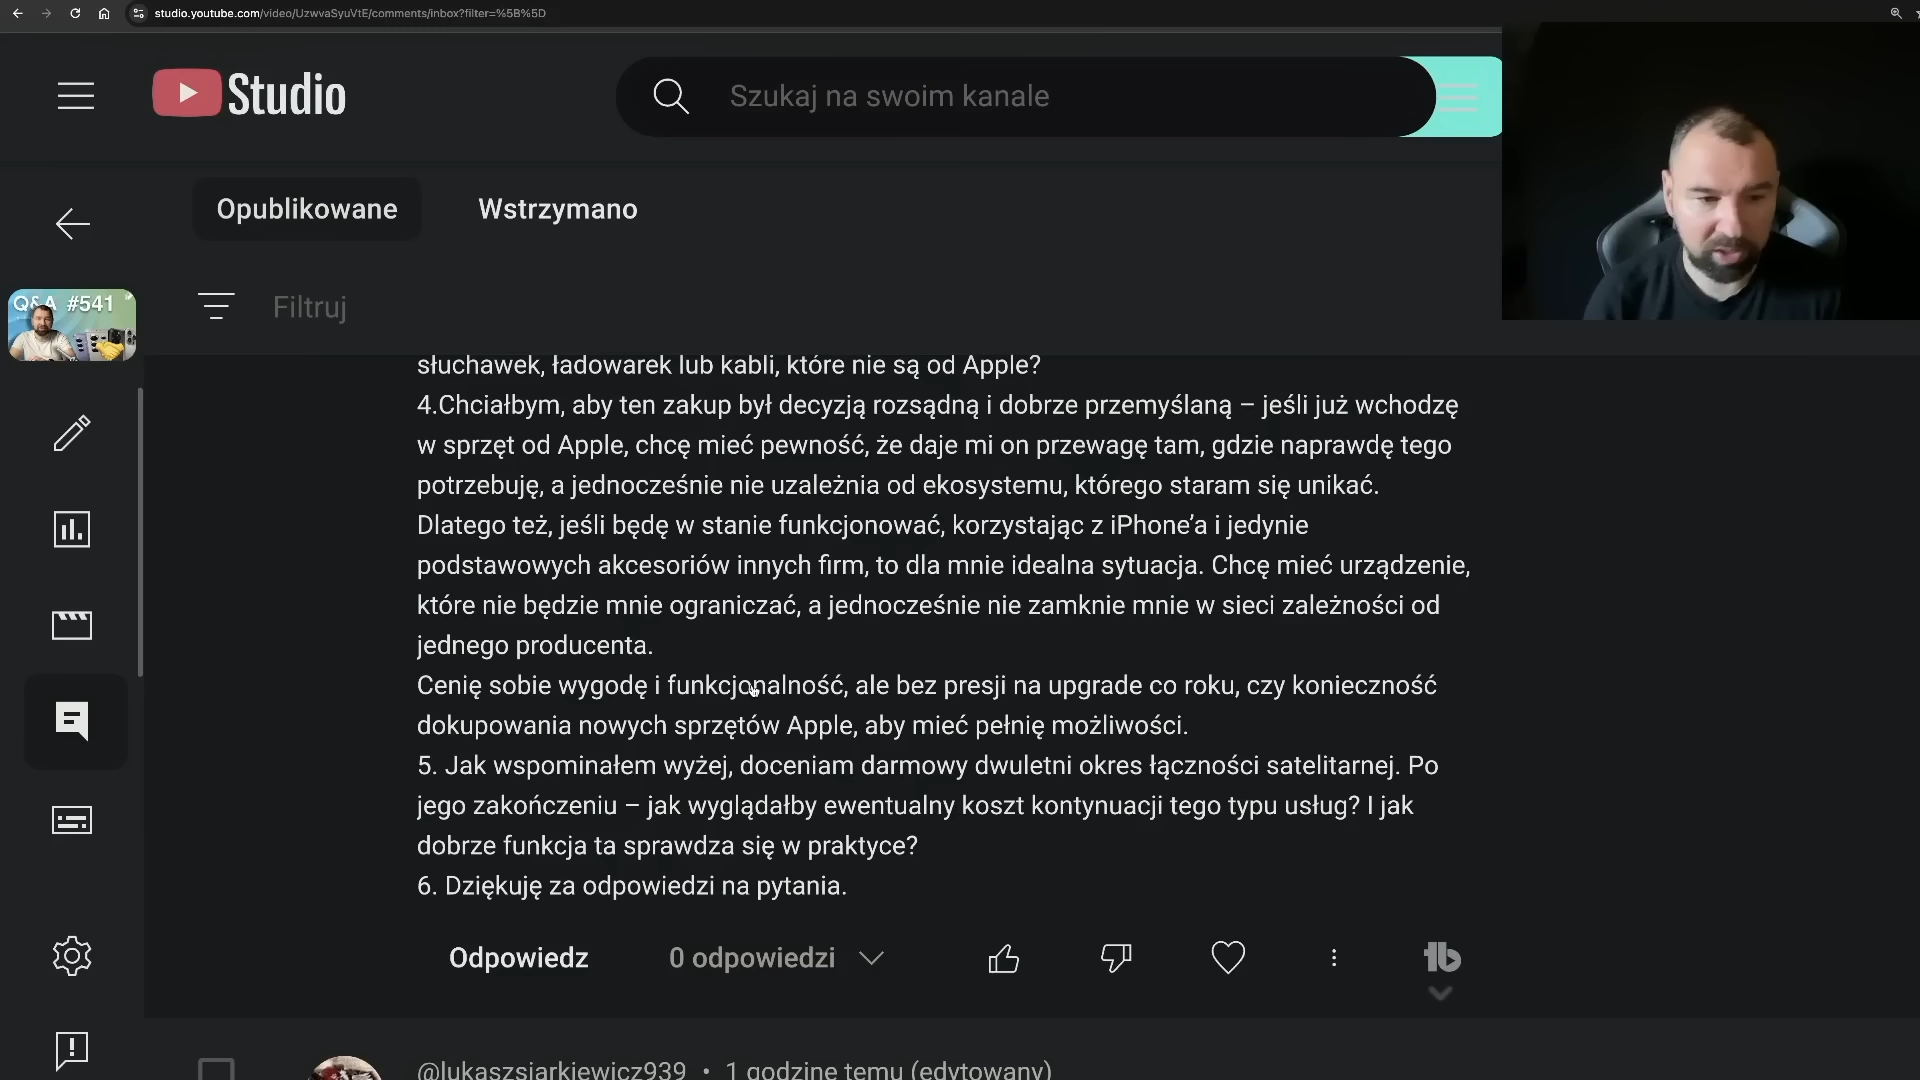 studio.youtube.com/video/UzwvaSyuVtE/comments/inbox?filter=%5B%5D
Studio
Szukaj na swoim kanale
Opublikowane
Wstrzymano
Q&A #541
Filtruj
słuchawek, ładowarek lub kabli, które nie są od Apple?
4.Chciałbym, aby ten zakup był decyzją rozsądną i dobrze przemyślaną – jeśli już wchodzę
w sprzęt od Apple, chcę mieć pewność, że daje mi on przewagę tam, gdzie naprawdę tego
potrzebuję, a jednocześnie nie uzależnia od ekosystemu, którego staram się unikać.
Dlatego też, jeśli będę w stanie funkcjonować, korzystając z iPhone’a i jedynie
podstawowych akcesoriów innych firm, to dla mnie idealna sytuacja. Chcę mieć urządzenie,
które nie będzie mnie ograniczać, a jednocześnie nie zamknie mnie w sieci zależności od
jednego producenta.
Cenię sobie wygodę i funkcjonalność, ale bez presji na upgrade co roku, czy konieczność
dokupowania nowych sprzętów Apple, aby mieć pełnię możliwości.
5. Jak wspominałem wyżej, doceniam darmowy dwuletni okres łączności satelitarnej. Po
jego zakończeniu – jak wyglądałby ewentualny koszt kontynuacji tego typu usług? I jak
dobrze funkcja ta sprawdza się w praktyce?
6. Dziękuję za odpowiedzi na pytania.
Odpowiedz
0 odpowiedzi
@lukaszsiarkiewicz939 • 1 godzinę temu (edytowany)